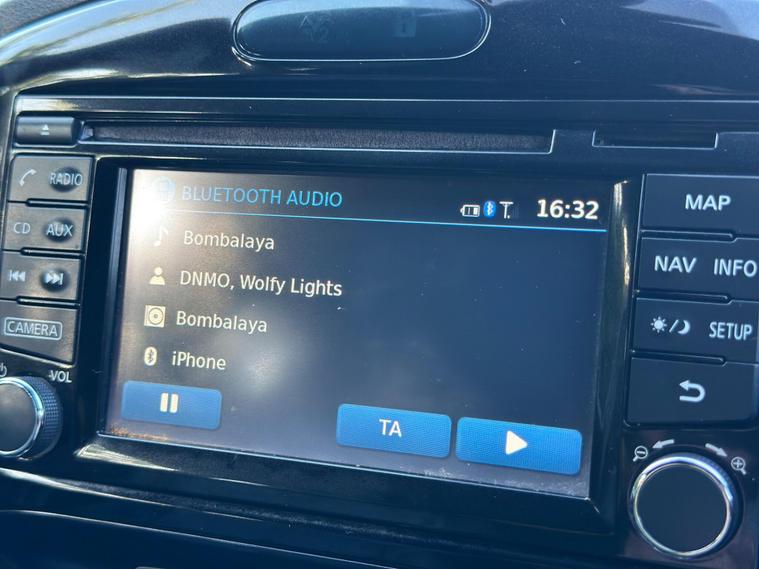 BLUETOOTH AUDIO 16:32
Bombalaya
DNMO, Wolfy Lights
Bombalaya
iPhone
TA
RADIO
CD AUX
CAMERA
VOL
MAP
NAV INFO
SETUP